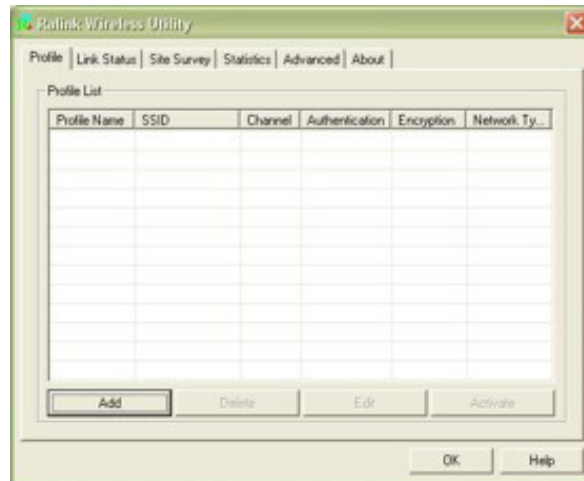 Ralink Wireless Utility
Profile Link Status Site Survey Statistics Advanced About
Profile List
Profile Name SSID Channel Authentication Encryption Network Ty...
Add Delete Edit Activate
OK Help